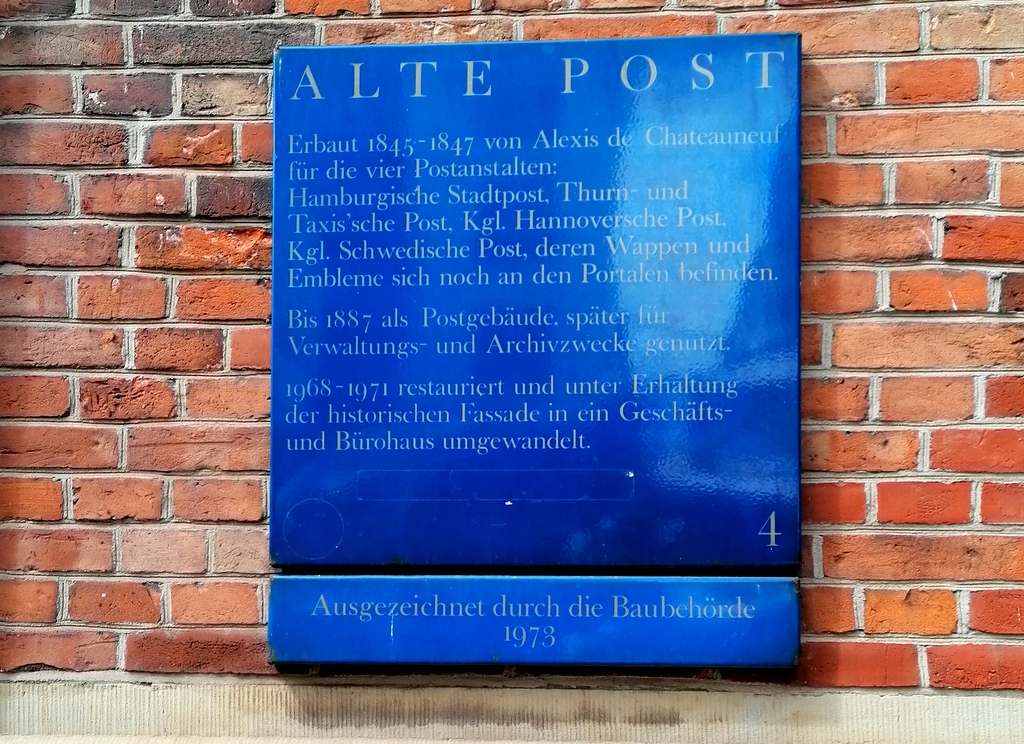 ALTE POST
Erbaut 1845-1847 von Alexis de Chateauneuf
für die vier Postanstalten:
Hamburgische Stadtpost, Thurn- und
Taxis'sche Post, Kgl. Hannoversche Post,
Kgl. Schwedische Post, deren Wappen und
Embleme sich noch an den Portalen befinden.
Bis 1887 als Postgebäude, später für
Verwaltungs- und Archivzwecke genutzt.
1968-1971 restauriert und unter Erhaltung
der historischen Fassade in ein Geschäfts-
und Bürohaus umgewandelt.
4
Ausgezeichnet durch die Baubehörde
1973